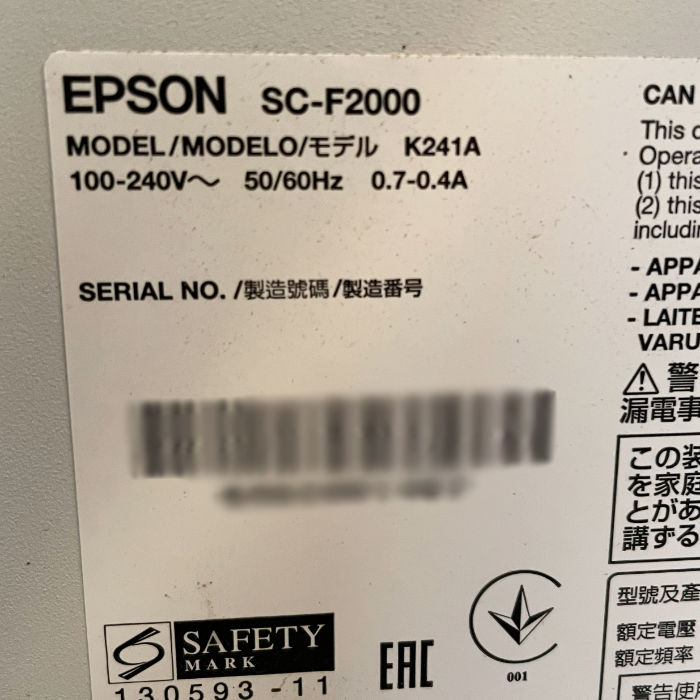 EPSON SC-F2000
MODEL/MODELO/モデル K241A
100-240V～ 50/60Hz 0.7-0.4A
SERIAL NO./製造號碼/製造番号
SAFETY
MARK
130593-11
EAC
001
CAN
This
Opera
(1) this
(2) this
includi
- APPA
- APPA
- LAITE
VARU
警
漏電事
この装
を家庭
とがあ
講ずる
型號及產
額定電壓
額定頻率
警告使